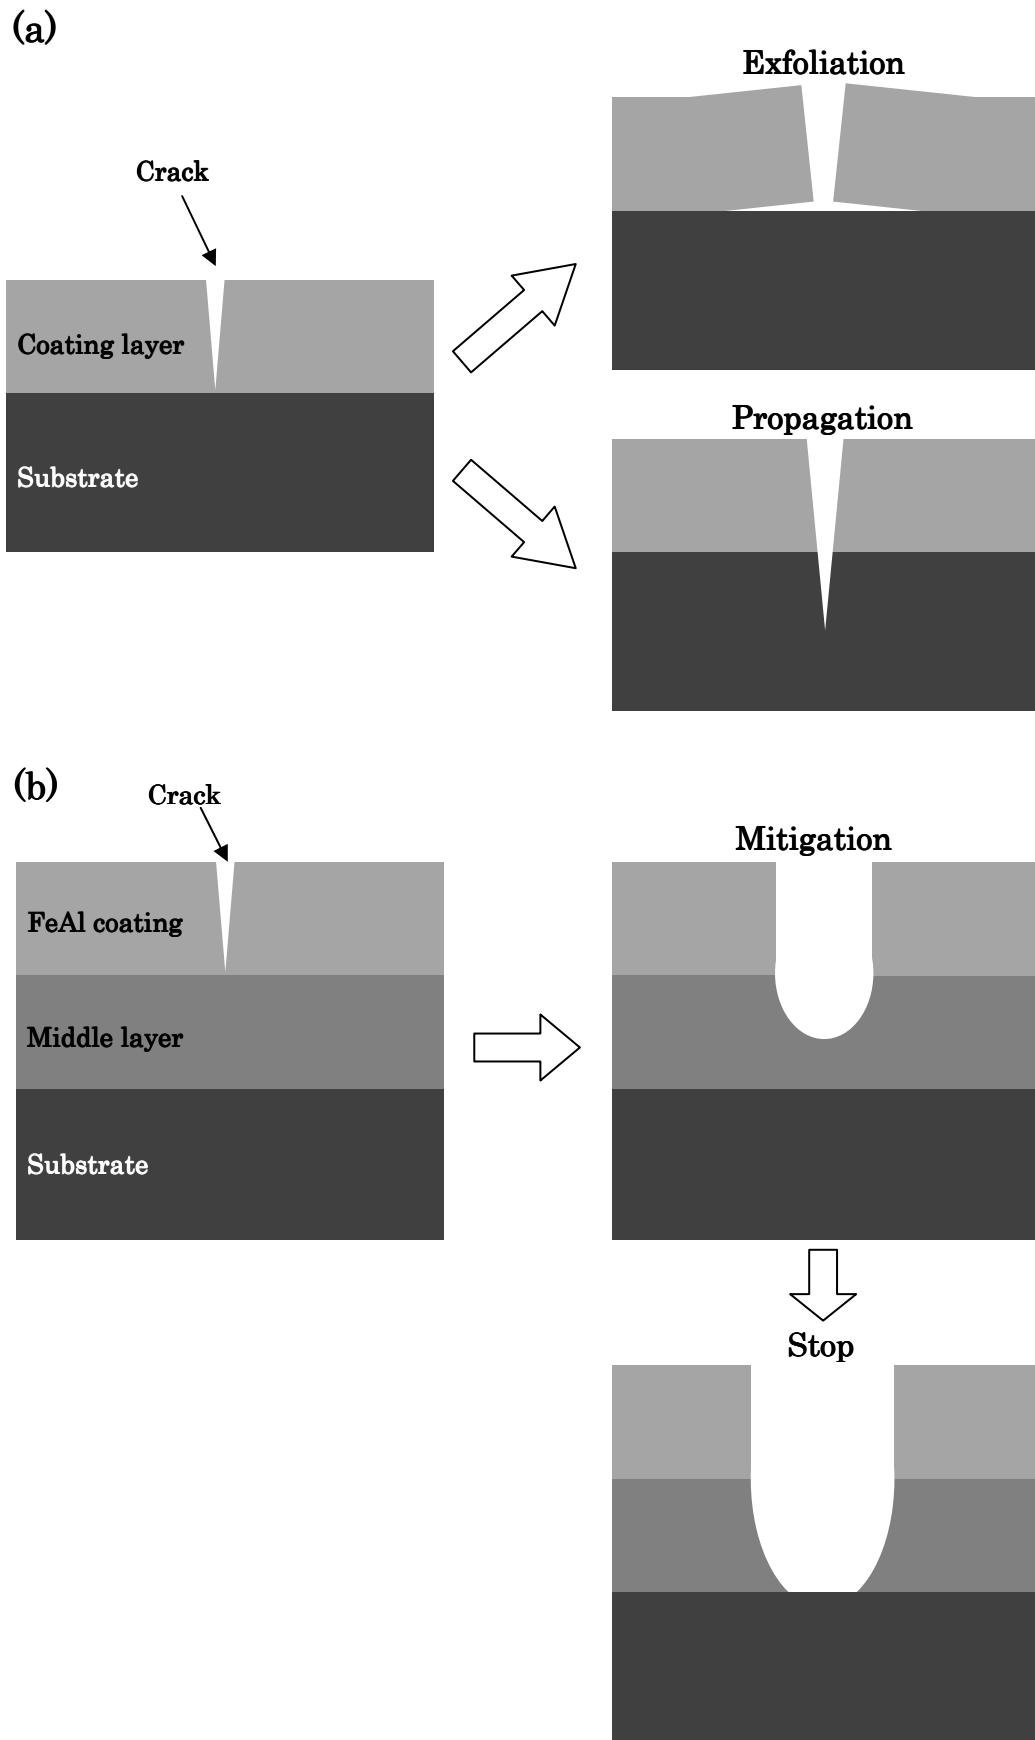 (a)
Exfoliation
Crack
Coating layer
Propagation
Substrate
(b)
Crack
Mitigation
FeAl coating
Middle layer
Substrate
Stop